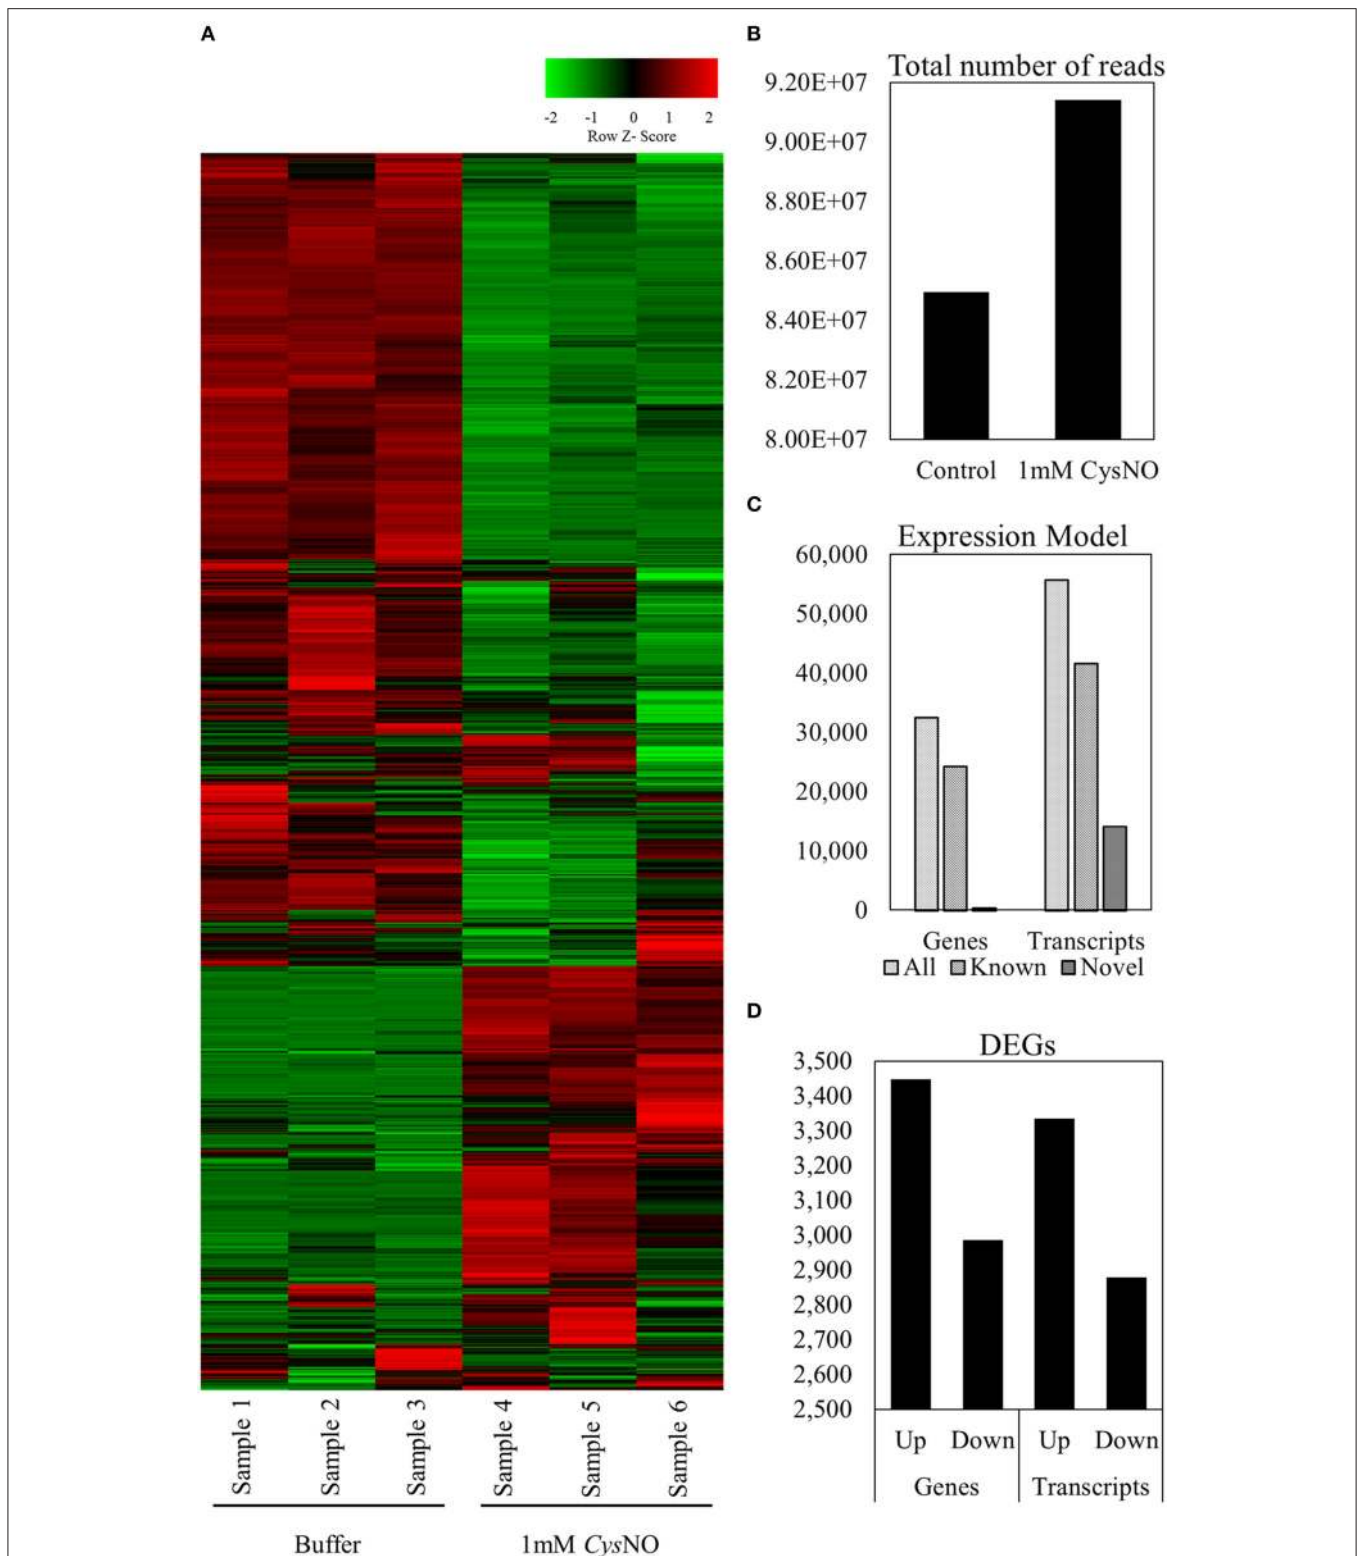 A
-2 -1 0 1 2
Row Z- Score
Sample 1
Sample 2
Sample 3
Sample 4
Sample 5
Sample 6
Buffer
1mM CysNO
B
Total number of reads
9.20E+07
9.00E+07
8.80E+07
8.60E+07
8.40E+07
8.20E+07
8.00E+07
Control 1mM CysNO
C
Expression Model
60,000
50,000
40,000
30,000
20,000
10,000
0
Genes Transcripts
All Known Novel
D
DEGs
3,500
3,400
3,300
3,200
3,100
3,000
2,900
2,800
2,700
2,600
2,500
Up Down Up Down
Genes Transcripts